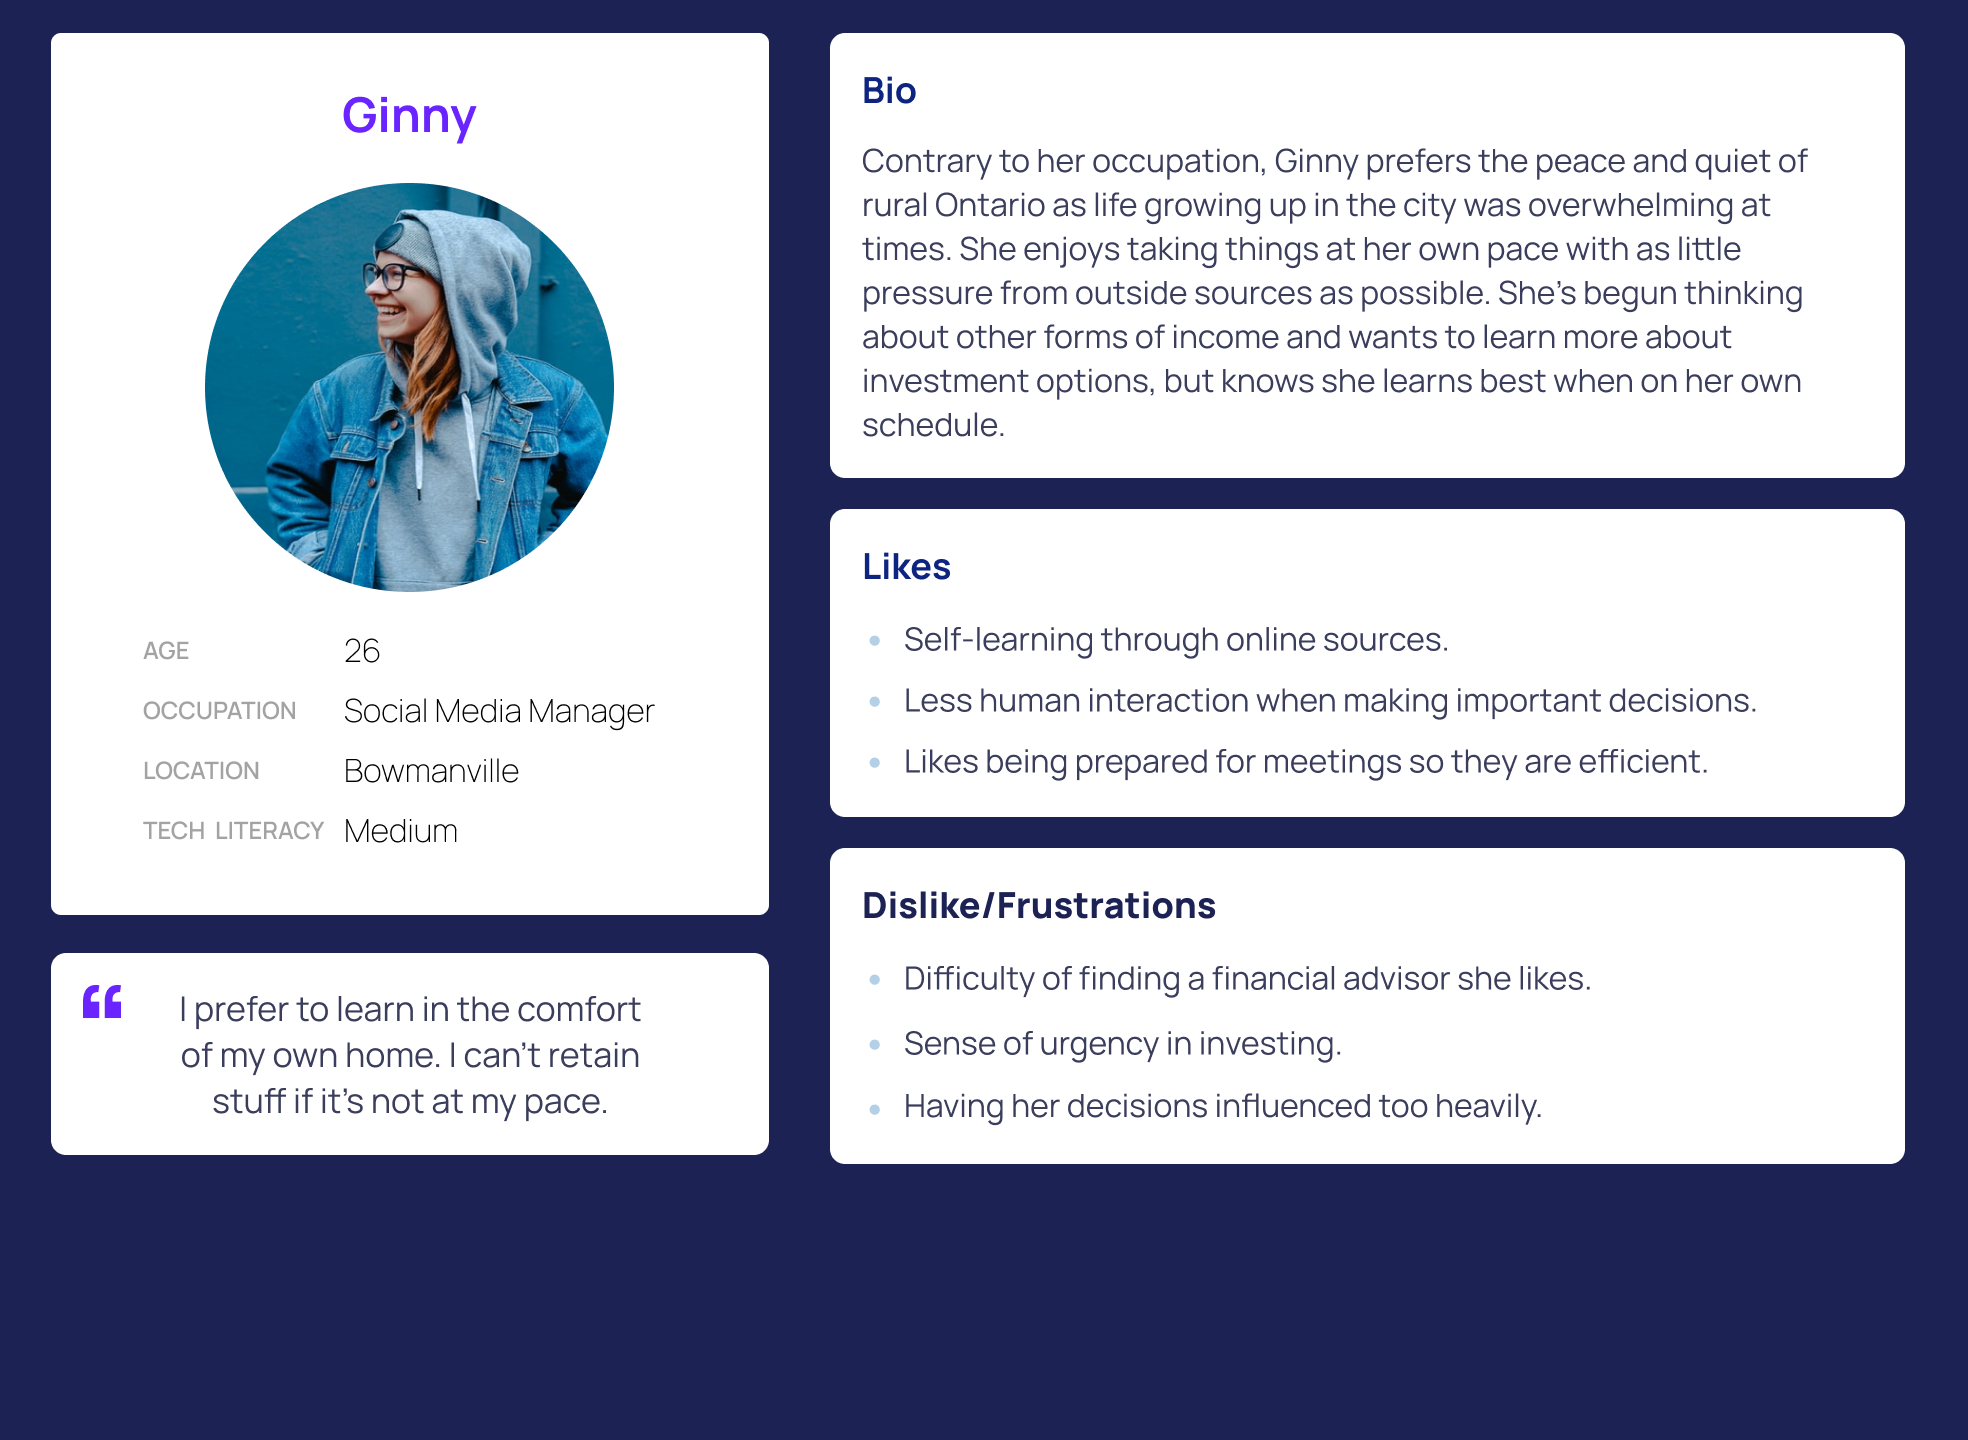 Ginny
AGE 26
OCCUPATION Social Media Manager
LOCATION Bowmanville
TECH LITERACY Medium
“ I prefer to learn in the comfort
of my own home. I can’t retain
stuff if it’s not at my pace.
Bio
Contrary to her occupation, Ginny prefers the peace and quiet of
rural Ontario as life growing up in the city was overwhelming at
times. She enjoys taking things at her own pace with as little
pressure from outside sources as possible. She’s begun thinking
about other forms of income and wants to learn more about
investment options, but knows she learns best when on her own
schedule.
Likes
• Self-learning through online sources.
• Less human interaction when making important decisions.
• Likes being prepared for meetings so they are efficient.
Dislike/Frustrations
• Difficulty of finding a financial advisor she likes.
• Sense of urgency in investing.
• Having her decisions influenced too heavily.